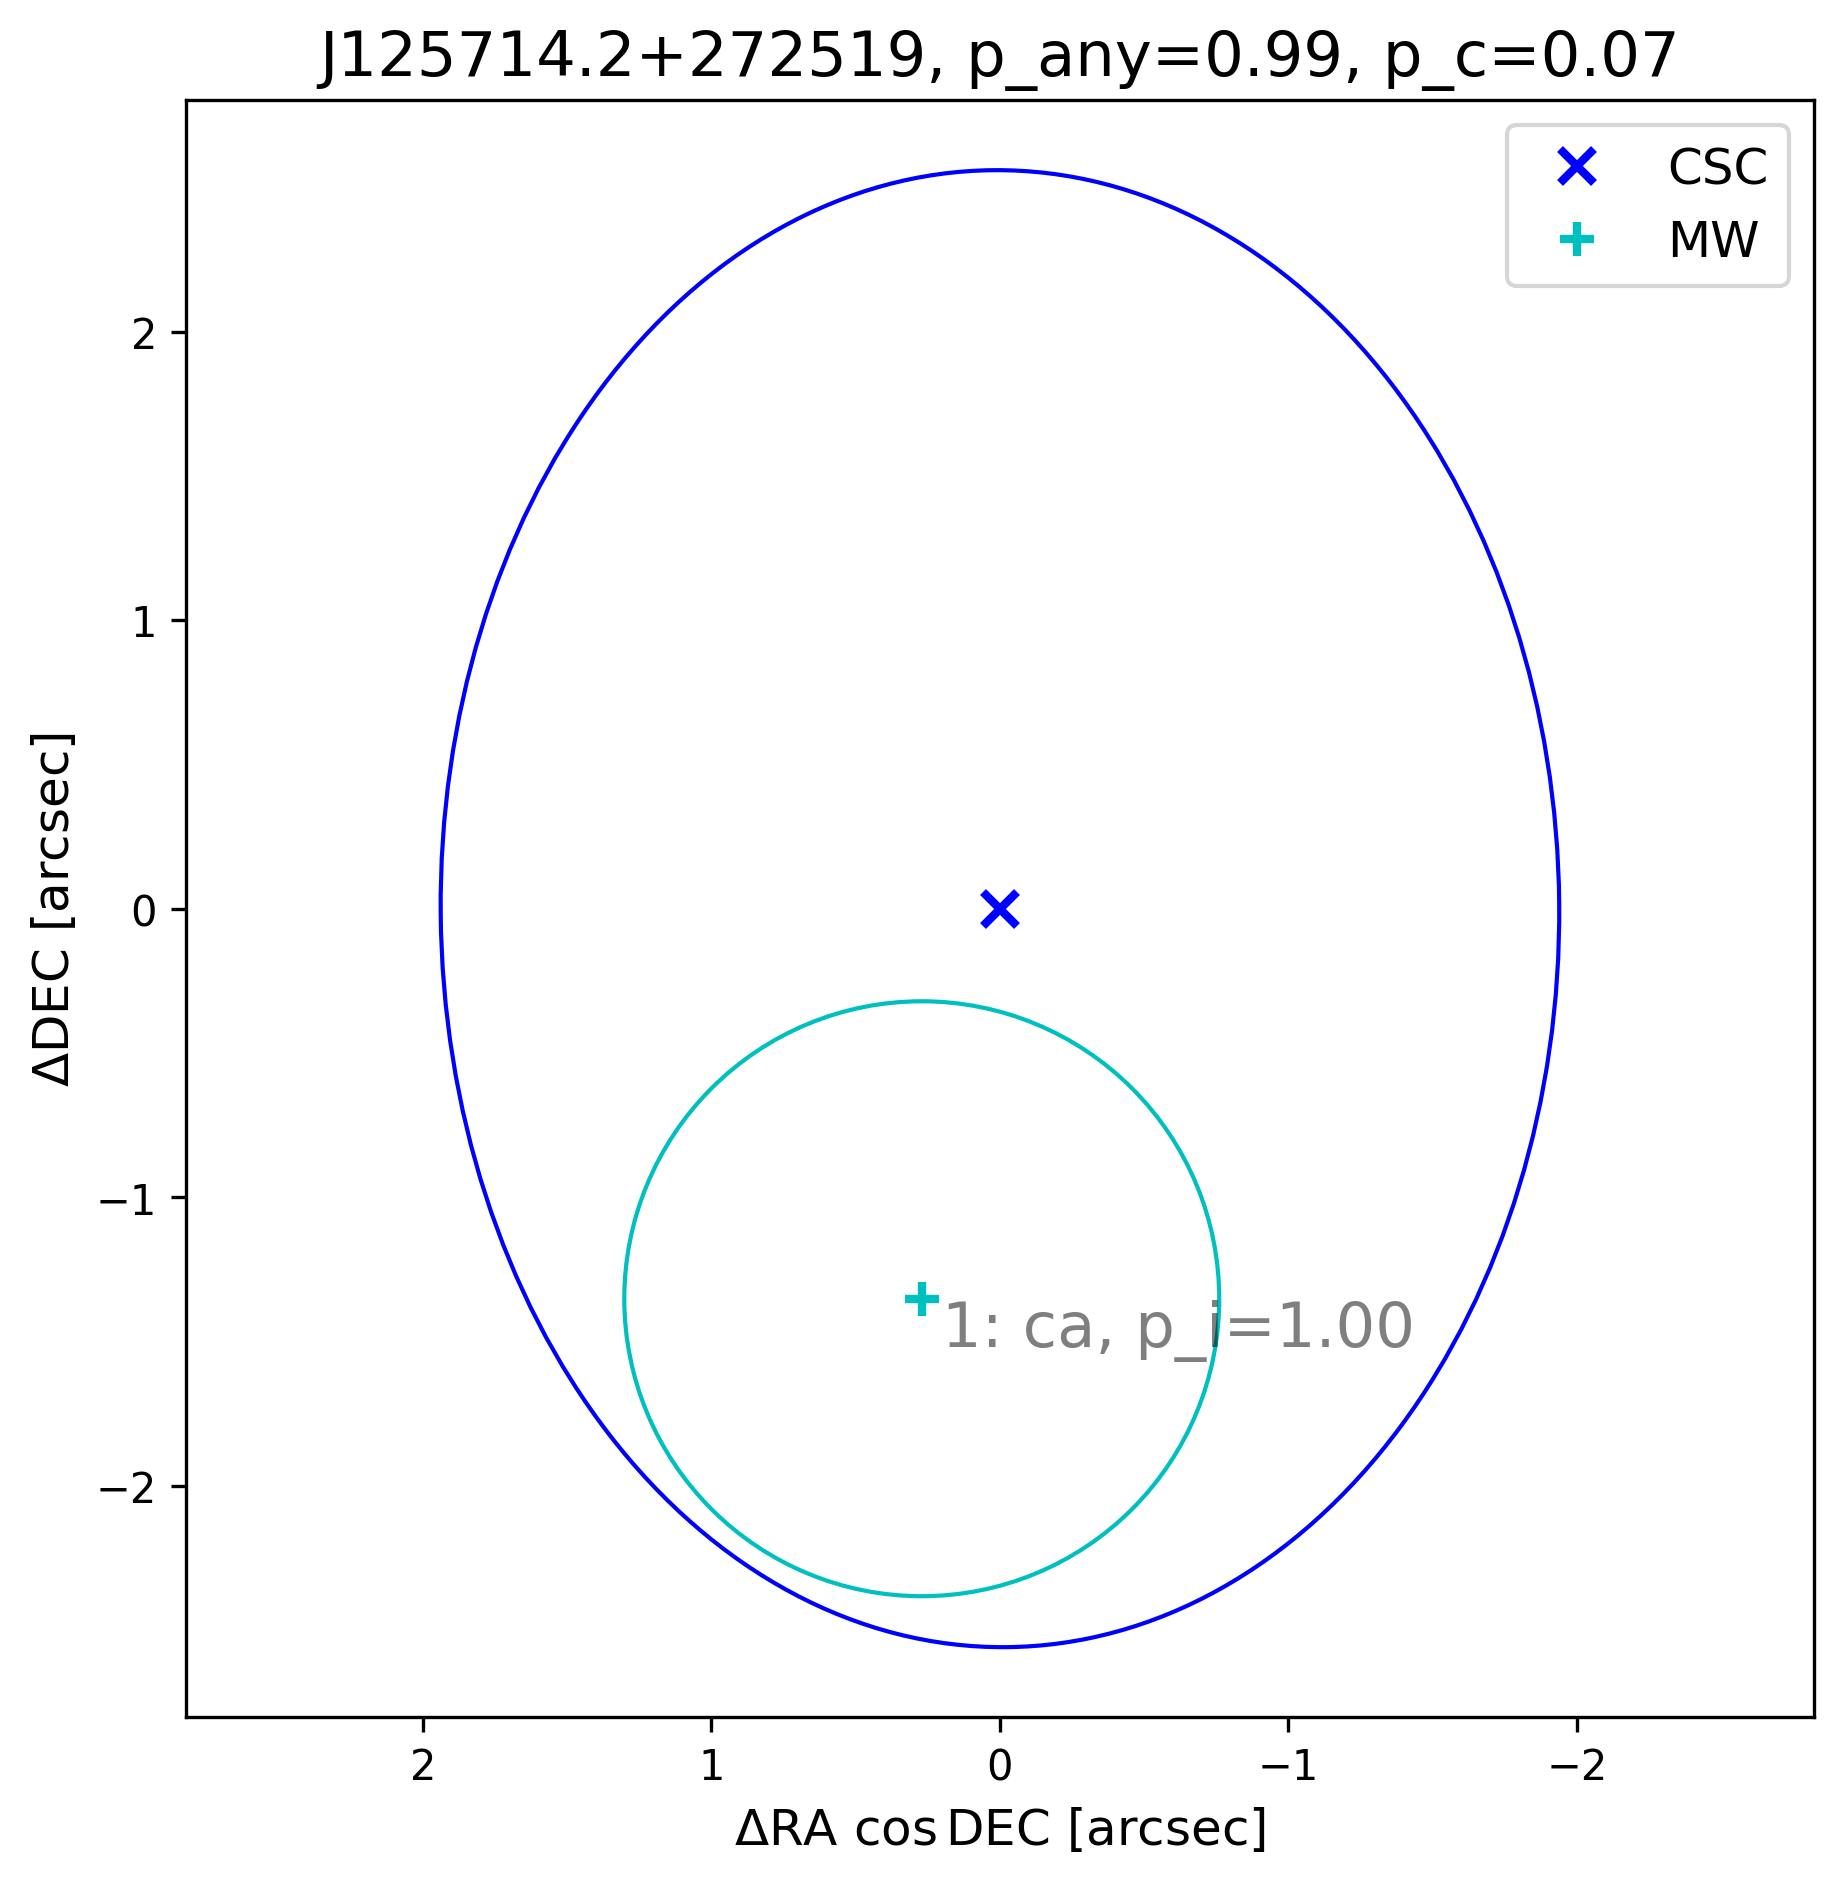 J125714.2+272519, p_any=0.99, p_c=0.07
CSC
MW
2
1
0
−1
−2
ΔDEC [arcsec]
1: ca, p_i=1.00
2
1
0
−1
−2
ΔRA cos DEC [arcsec]